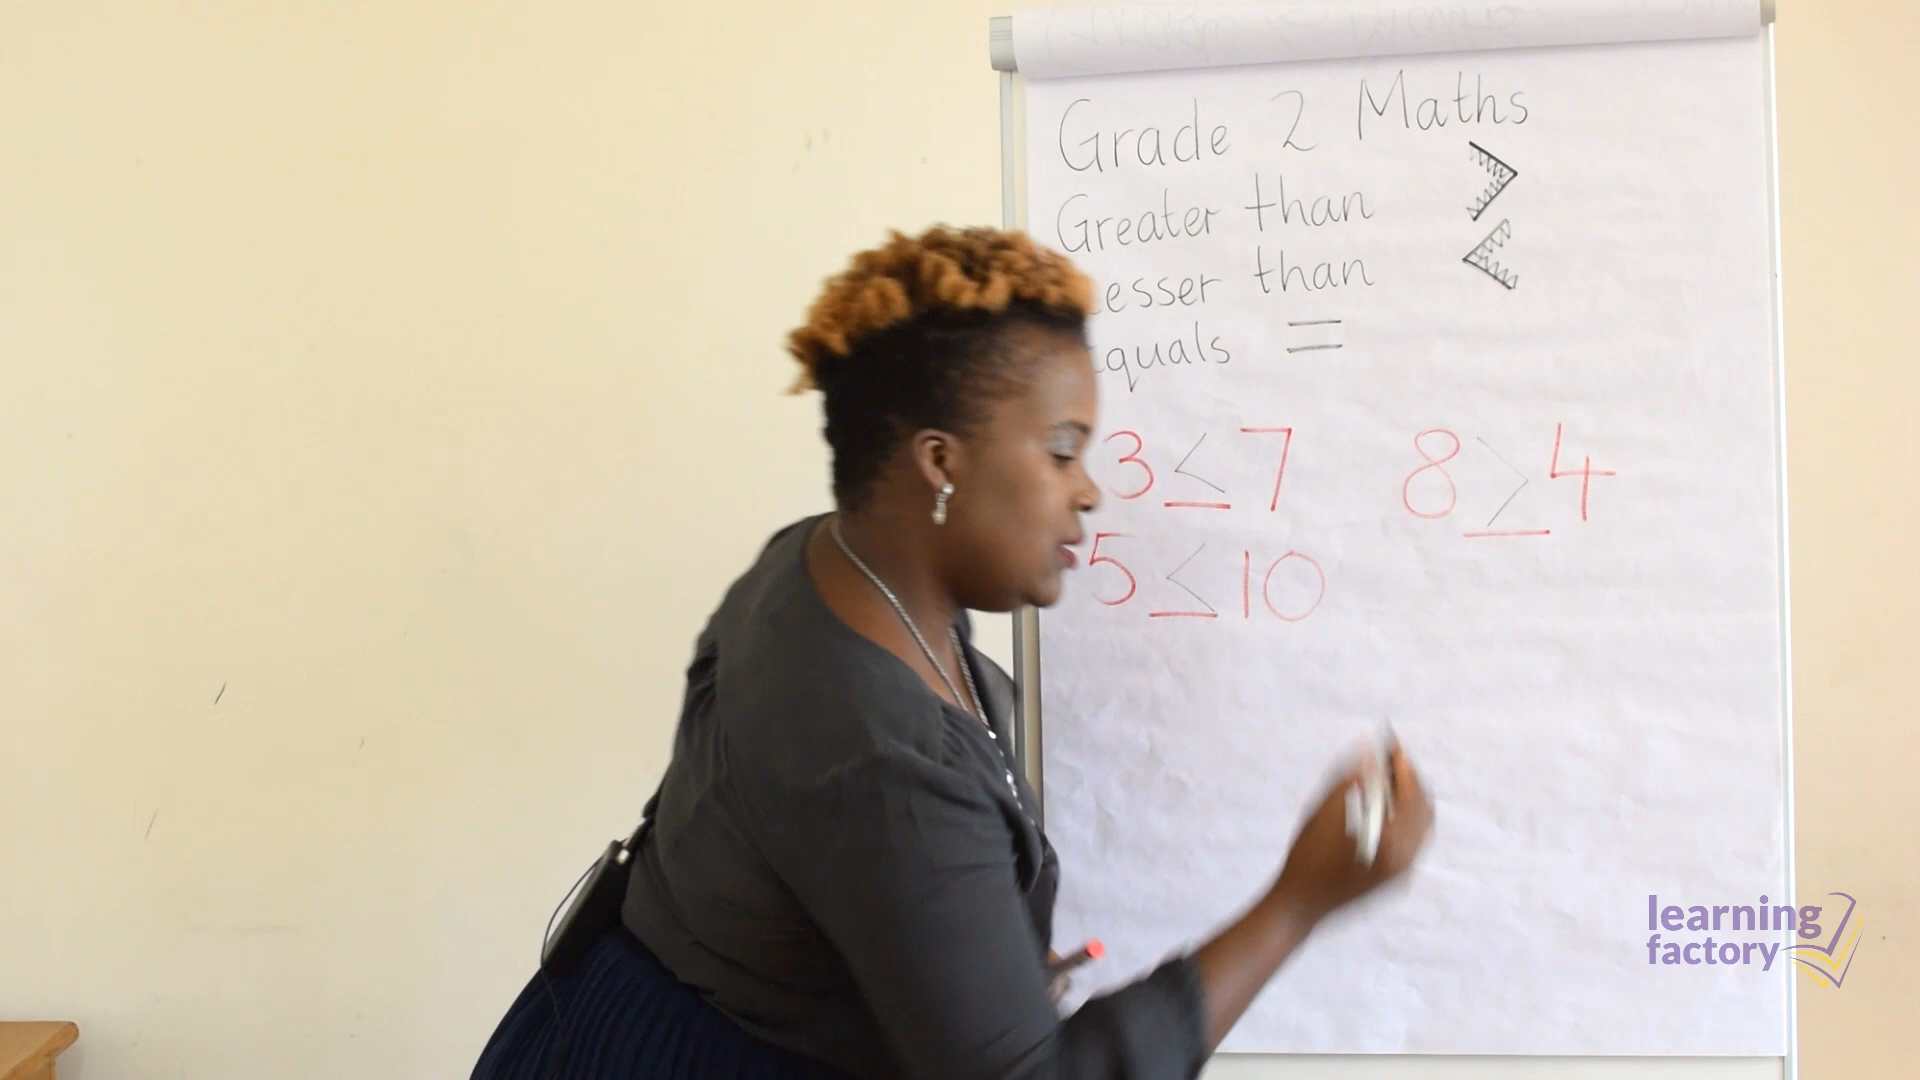 Grade 2 Maths
Greater than >
esser than <
quals =
3 < 7 8 > 4
5 < 10
learning
factory